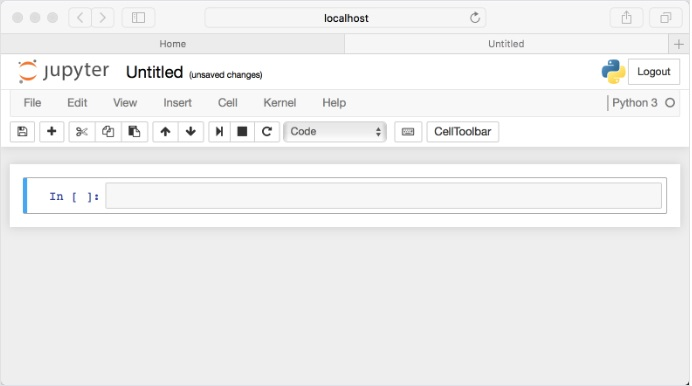 localhost
Home Untitled
jupyter Untitled (unsaved changes) Logout
File Edit View Insert Cell Kernel Help Python 3
Code CellToolbar
In [ ]: